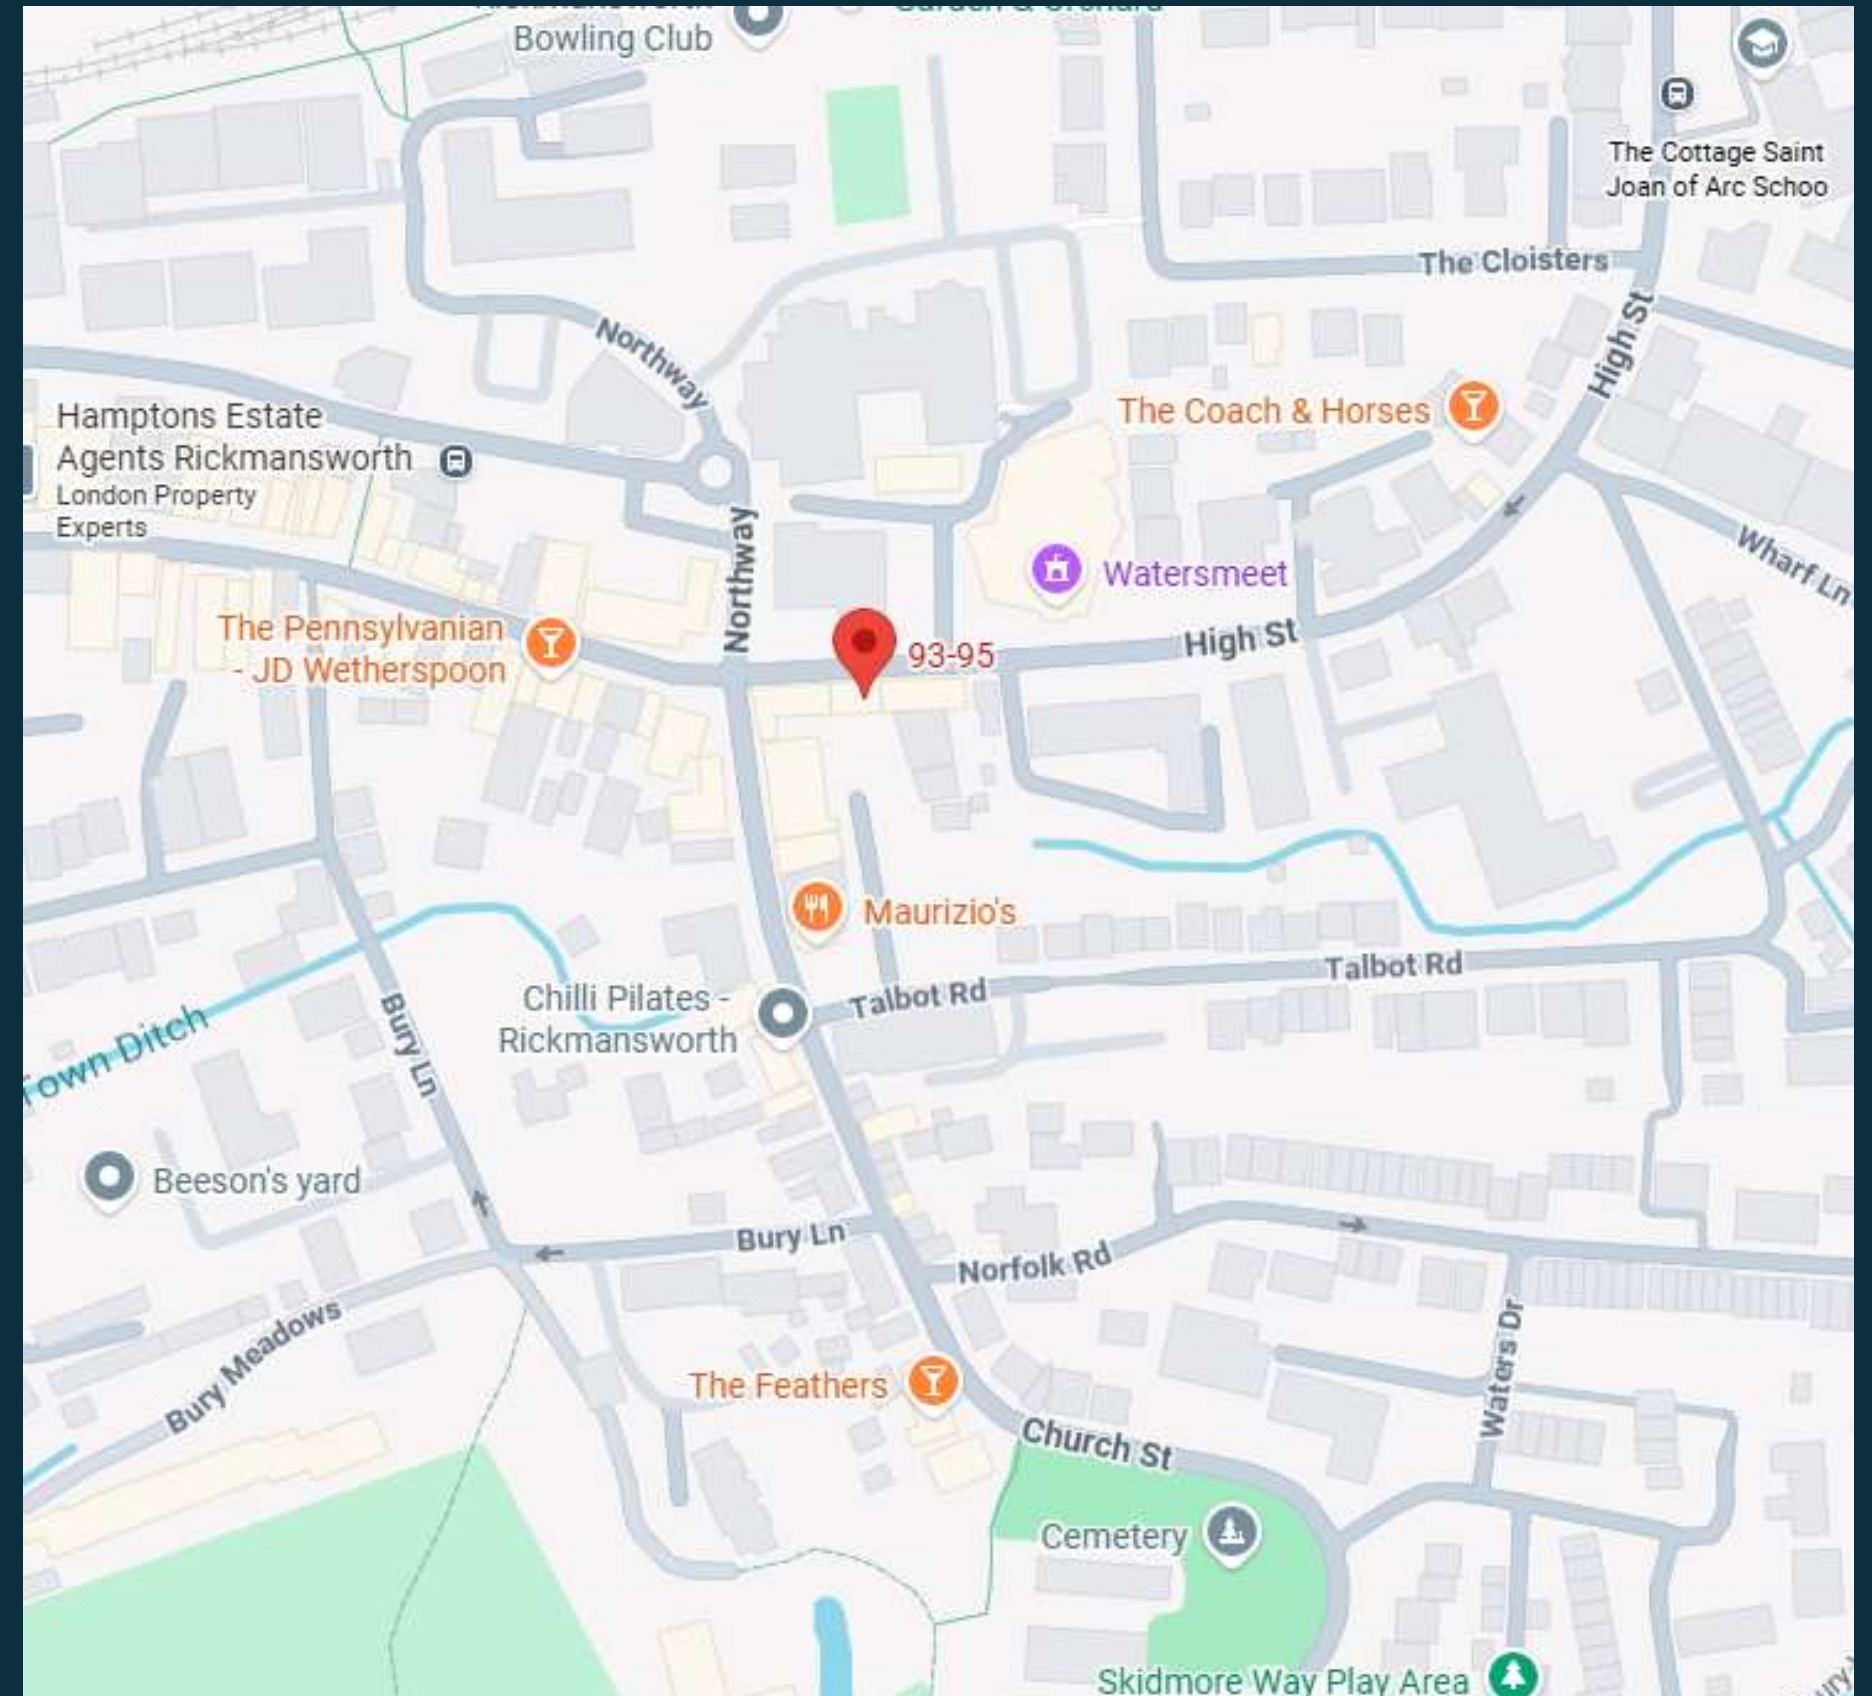 Bowling Club
The Cottage Saint
Joan of Arc Schoo
The Cloisters
High St
Northway
The Coach & Horses
Hamptons Estate
Agents Rickmansworth
London Property
Experts
Northway
Wharf Ln
Watersmeet
The Pennsylvanian
- JD Wetherspoon
High St
93-95
Maurizio's
Talbot Rd
Talbot Rd
Chilli Pilates -
Rickmansworth
Town Ditch
Bury Ln
Beeson's yard
Bury Ln
Norfolk Rd
Bury Meadows
Waters Dr
The Feathers
Church St
Cemetery
Skidmore Way Play Area